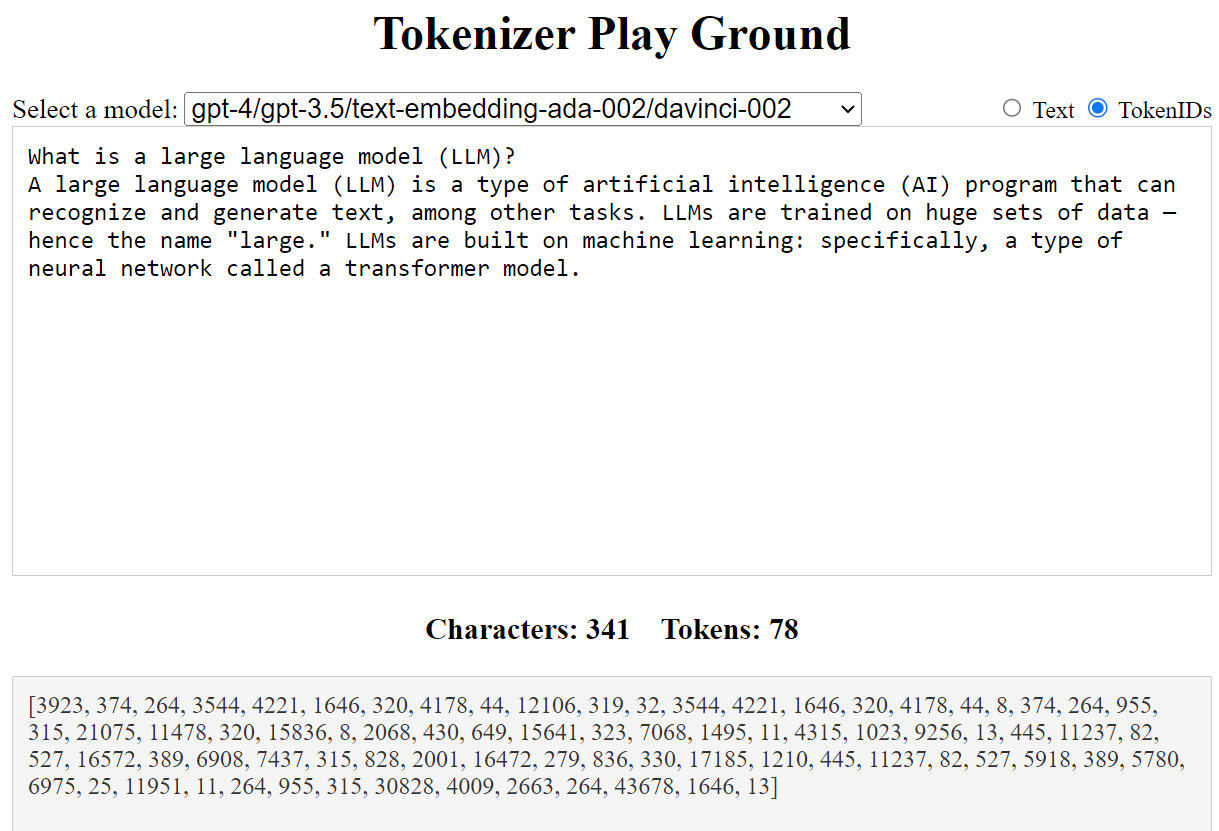 Tokenizer Play Ground
Select a model: gpt-4/gpt-3.5/text-embedding-ada-002/davinci-002 Text TokenIDs
What is a large language model (LLM)?
A large language model (LLM) is a type of artificial intelligence (AI) program that can
recognize and generate text, among other tasks. LLMs are trained on huge sets of data —
hence the name "large." LLMs are built on machine learning: specifically, a type of
neural network called a transformer model.
Characters: 341 Tokens: 78
[3923, 374, 264, 3544, 4221, 1646, 320, 4178, 44, 12106, 319, 32, 3544, 4221, 1646, 320, 4178, 44, 8, 374, 264, 955,
315, 21075, 11478, 320, 15836, 8, 2068, 430, 649, 15641, 323, 7068, 1495, 11, 4315, 1023, 9256, 13, 445, 11237, 82,
527, 16572, 389, 6908, 7437, 315, 828, 2001, 16472, 279, 836, 330, 17185, 1210, 445, 11237, 82, 527, 5918, 389, 5780,
6975, 25, 11951, 11, 264, 955, 315, 30828, 4009, 2663, 264, 43678, 1646, 13]